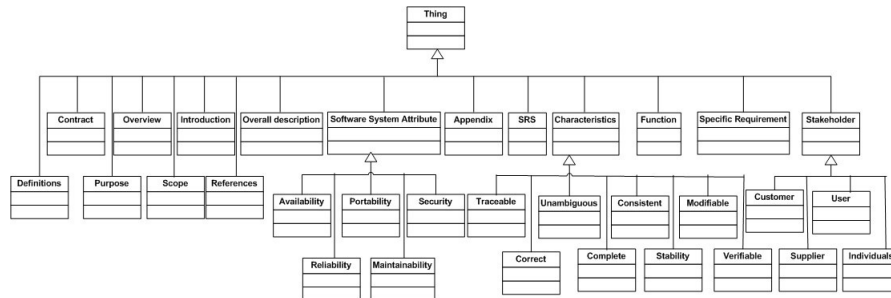 Thing
Contract
Overview
Introduction
Overall description
Software System Attribute
Appendix
SRS
Characteristics
Function
Specific Requirement
Stakeholder
Definitions
Purpose
Scope
References
Availability
Portability
Security
Traceable
Unambiguous
Consistent
Modifiable
Customer
User
Reliability
Maintainability
Correct
Complete
Stability
Verifiable
Supplier
Individuals